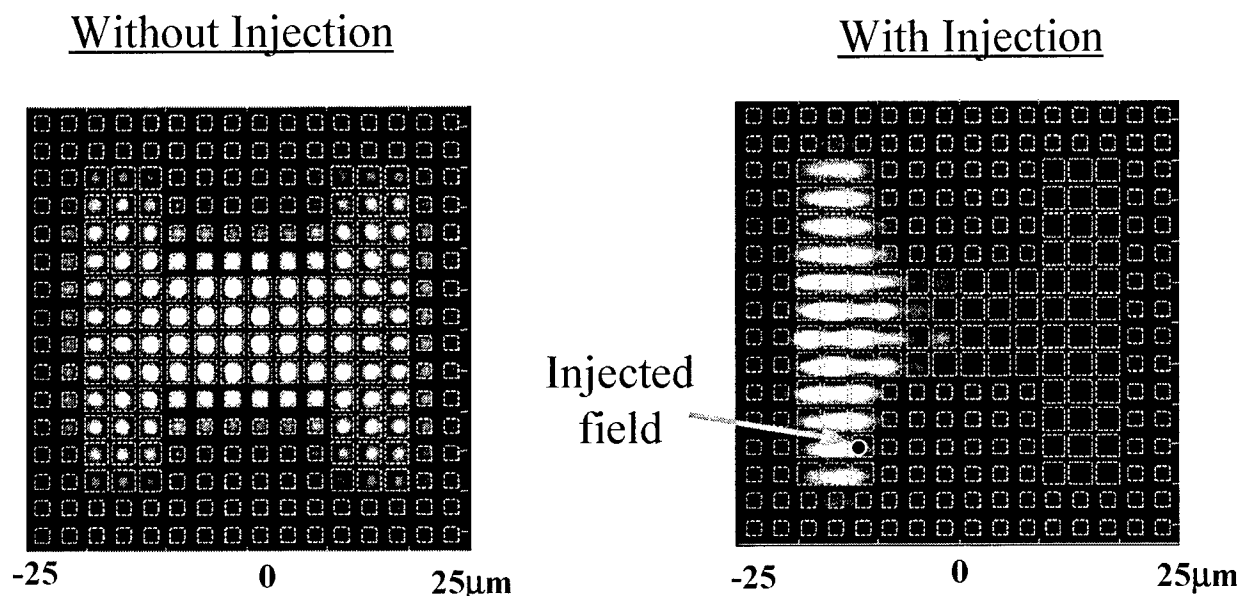 Without Injection
With Injection
Injected
field
-25
0
25μm
-25
0
25μm